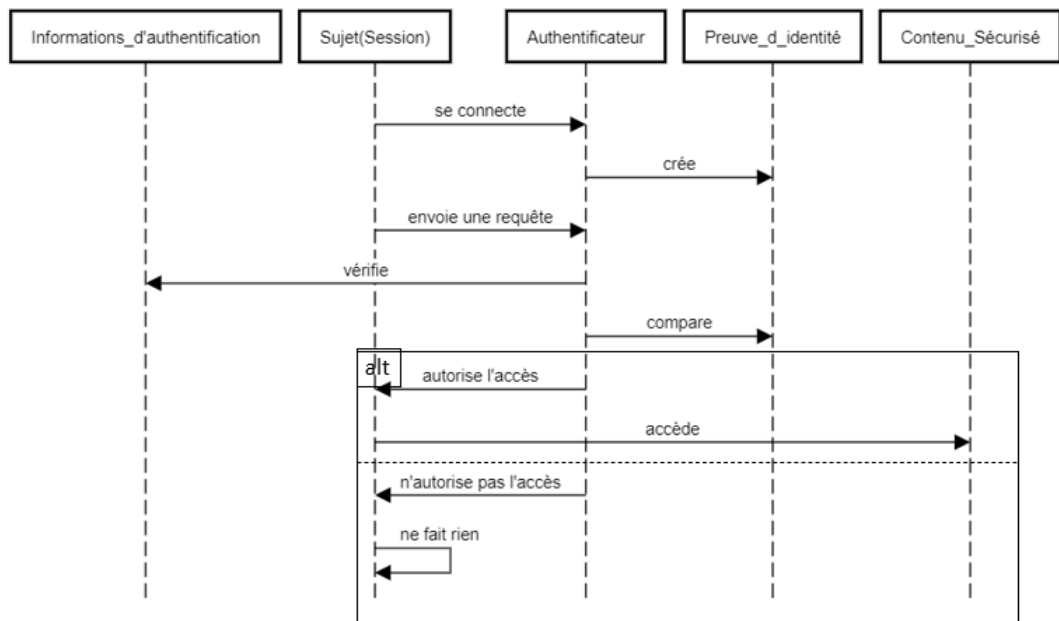 Informations_d'authentification
Sujet(Session)
Authentificateur
Preuve_d_identité
Contenu_Sécurisé
se connecte
crée
envoie une requête
vérifie
compare
alt
autorise l'accès
accède
n'autorise pas l'accès
ne fait rien